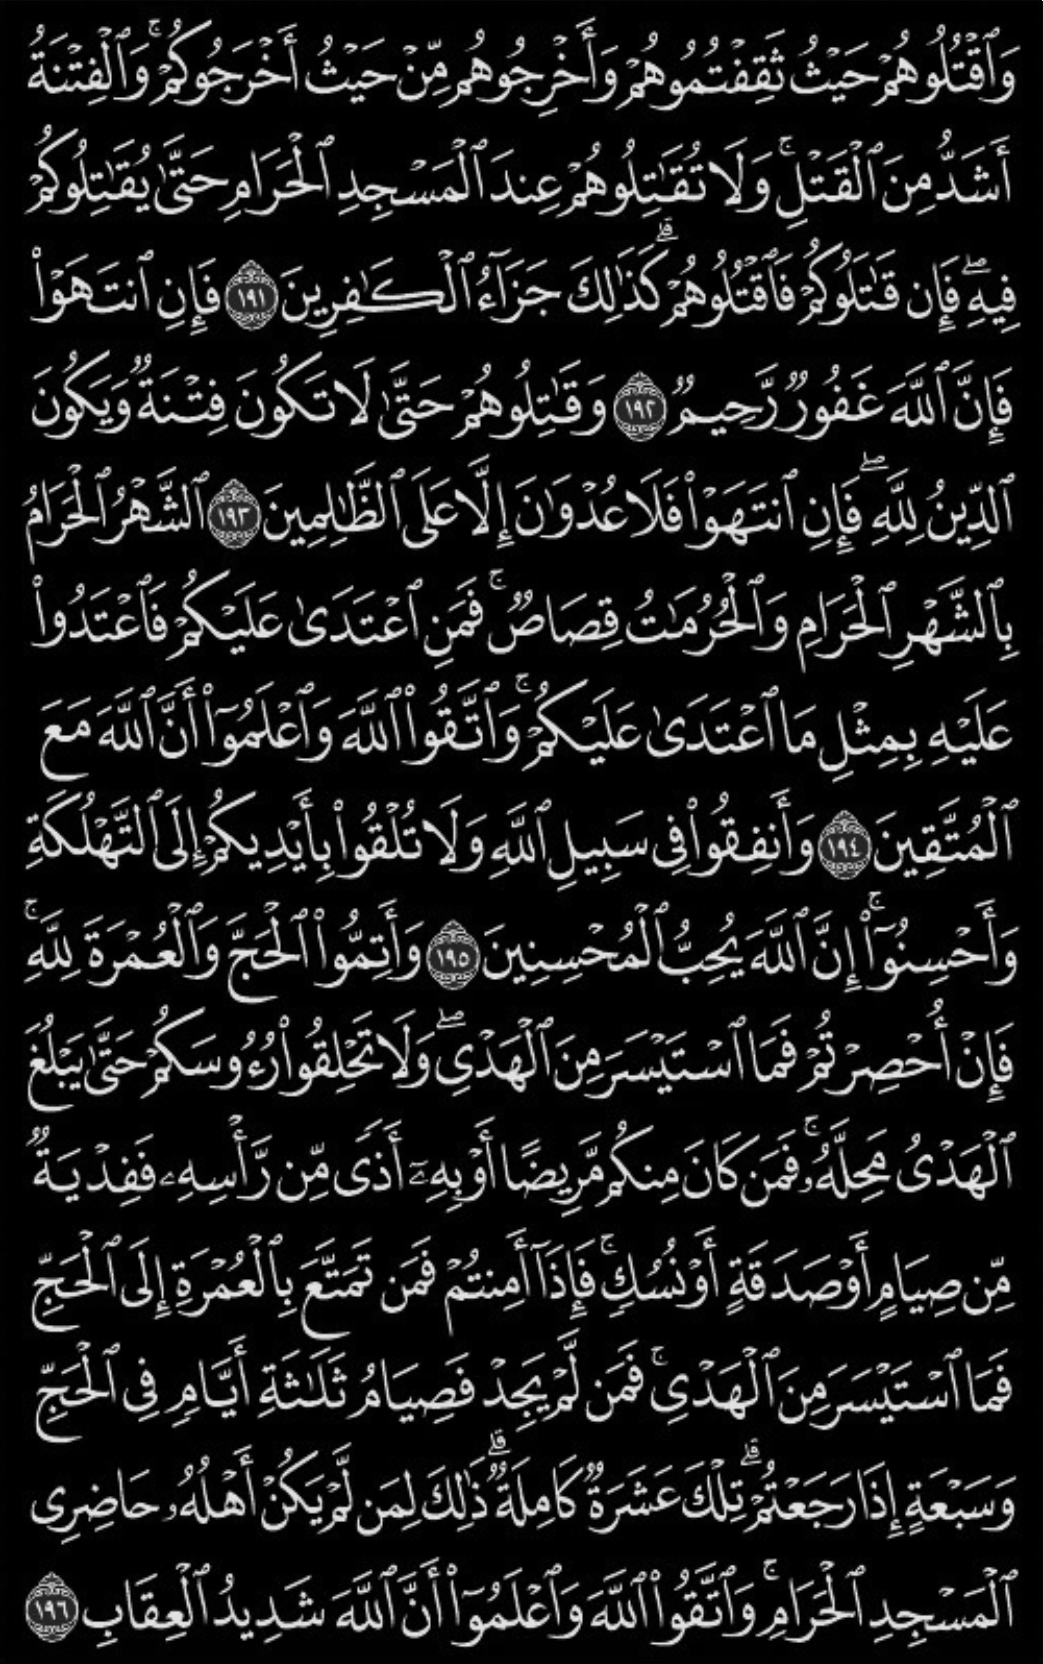 وَٱقۡتُلُوهُمۡ حَيۡثُ ثَقِفۡتُمُوهُمۡ وَأَخۡرِجُوهُم مِّنۡ حَيۡثُ أَخۡرَجُوكُمۡۚ وَٱلۡفِتۡنَةُ
أَشَدُّ مِنَ ٱلۡقَتۡلِۚ وَلَا تُقَٰتِلُوهُمۡ عِندَ ٱلۡمَسۡجِدِ ٱلۡحَرَامِ حَتَّىٰ يُقَٰتِلُوكُمۡ
فِيهِۖ فَإِن قَٰتَلُوكُمۡ فَٱقۡتُلُوهُمۡۗ كَذَٰلِكَ جَزَآءُ ٱلۡكَٰفِرِينَ ١٩١ فَإِنِ ٱنتَهَوۡاْ
فَإِنَّ ٱللَّهَ غَفُورٞ رَّحِيمٞ ١٩٢ وَقَٰتِلُوهُمۡ حَتَّىٰ لَا تَكُونَ فِتۡنَةٞ وَيَكُونَ
ٱلدِّينُ لِلَّهِۖ فَإِنِ ٱنتَهَوۡاْ فَلَا عُدۡوَٰنَ إِلَّا عَلَى ٱلظَّٰلِمِينَ ١٩٣ ٱلشَّهۡرُ ٱلۡحَرَامُ
بِٱلشَّهۡرِ ٱلۡحَرَامِ وَٱلۡحُرُمَٰتُ قِصَاصٞۚ فَمَنِ ٱعۡتَدَىٰ عَلَيۡكُمۡ فَٱعۡتَدُواْ
عَلَيۡهِ بِمِثۡلِ مَا ٱعۡتَدَىٰ عَلَيۡكُمۡۚ وَٱتَّقُواْ ٱللَّهَ وَٱعۡلَمُوٓاْ أَنَّ ٱللَّهَ مَعَ
ٱلۡمُتَّقِينَ ١٩٤ وَأَنفِقُواْ فِي سَبِيلِ ٱللَّهِ وَلَا تُلۡقُواْ بِأَيۡدِيكُمۡ إِلَى ٱلتَّهۡلُكَةِ
وَأَحۡسِنُوٓاْۚ إِنَّ ٱللَّهَ يُحِبُّ ٱلۡمُحۡسِنِينَ ١٩٥ وَأَتِمُّواْ ٱلۡحَجَّ وَٱلۡعُمۡرَةَ لِلَّهِۚ
فَإِنۡ أُحۡصِرۡتُمۡ فَمَا ٱسۡتَيۡسَرَ مِنَ ٱلۡهَدۡيِۖ وَلَا تَحۡلِقُواْ رُءُوسَكُمۡ حَتَّىٰ يَبۡلُغَ
ٱلۡهَدۡيُ مَحِلَّهُۥۚ فَمَن كَانَ مِنكُم مَّرِيضًا أَوۡ بِهِۦٓ أَذٗى مِّن رَّأۡسِهِۦ فَفِدۡيَةٞ
مِّن صِيَامٍ أَوۡ صَدَقَةٍ أَوۡ نُسُكٖۚ فَإِذَآ أَمِنتُمۡ فَمَن تَمَتَّعَ بِٱلۡعُمۡرَةِ إِلَى ٱلۡحَجِّ
فَمَا ٱسۡتَيۡسَرَ مِنَ ٱلۡهَدۡيِۚ فَمَن لَّمۡ يَجِدۡ فَصِيَامُ ثَلَٰثَةِ أَيَّامٖ فِي ٱلۡحَجِّ
وَسَبۡعَةٍ إِذَا رَجَعۡتُمۡۗ تِلۡكَ عَشَرَةٞ كَامِلَةٞۗ ذَٰلِكَ لِمَن لَّمۡ يَكُنۡ أَهۡلُهُۥ حَاضِرِي
ٱلۡمَسۡجِدِ ٱلۡحَرَامِۚ وَٱتَّقُواْ ٱللَّهَ وَٱعۡلَمُوٓاْ أَنَّ ٱللَّهَ شَدِيدُ ٱلۡعِقَابِ ١٩٦